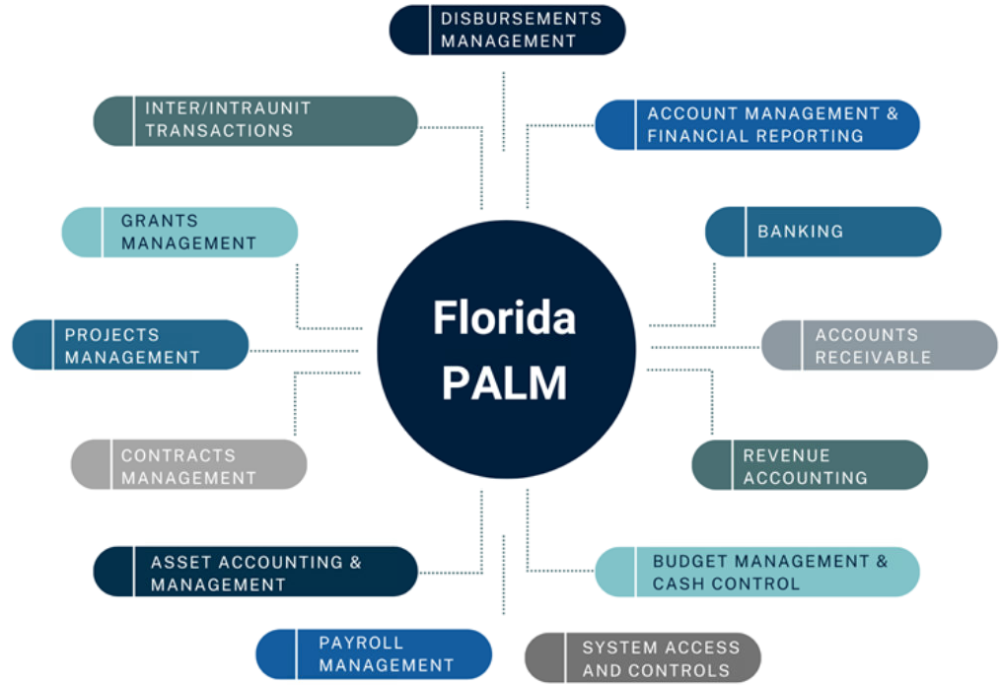 DISBURSEMENTS
MANAGEMENT
INTER/INTRAUNIT
TRANSACTIONS
ACCOUNT MANAGEMENT &
FINANCIAL REPORTING
GRANTS
MANAGEMENT
BANKING
Florida
PALM
PROJECTS
MANAGEMENT
ACCOUNTS
RECEIVABLE
CONTRACTS
MANAGEMENT
REVENUE
ACCOUNTING
ASSET ACCOUNTING &
MANAGEMENT
BUDGET MANAGEMENT &
CASH CONTROL
PAYROLL
MANAGEMENT
SYSTEM ACCESS
AND CONTROLS